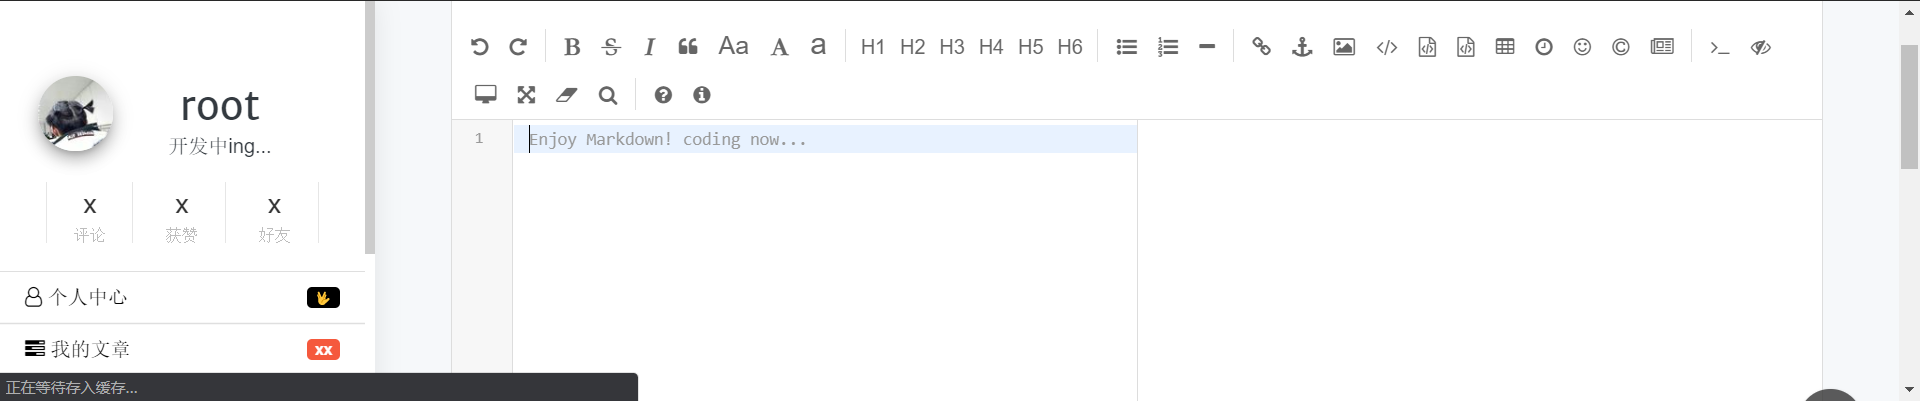 root
开发中ing...
x x x
评论 获赞 好友
个人中心
我的文章 xx
正在等待存入缓存...
B S I Aa A a H1 H2 H3 H4 H5 H6
1 Enjoy Markdown! coding now...